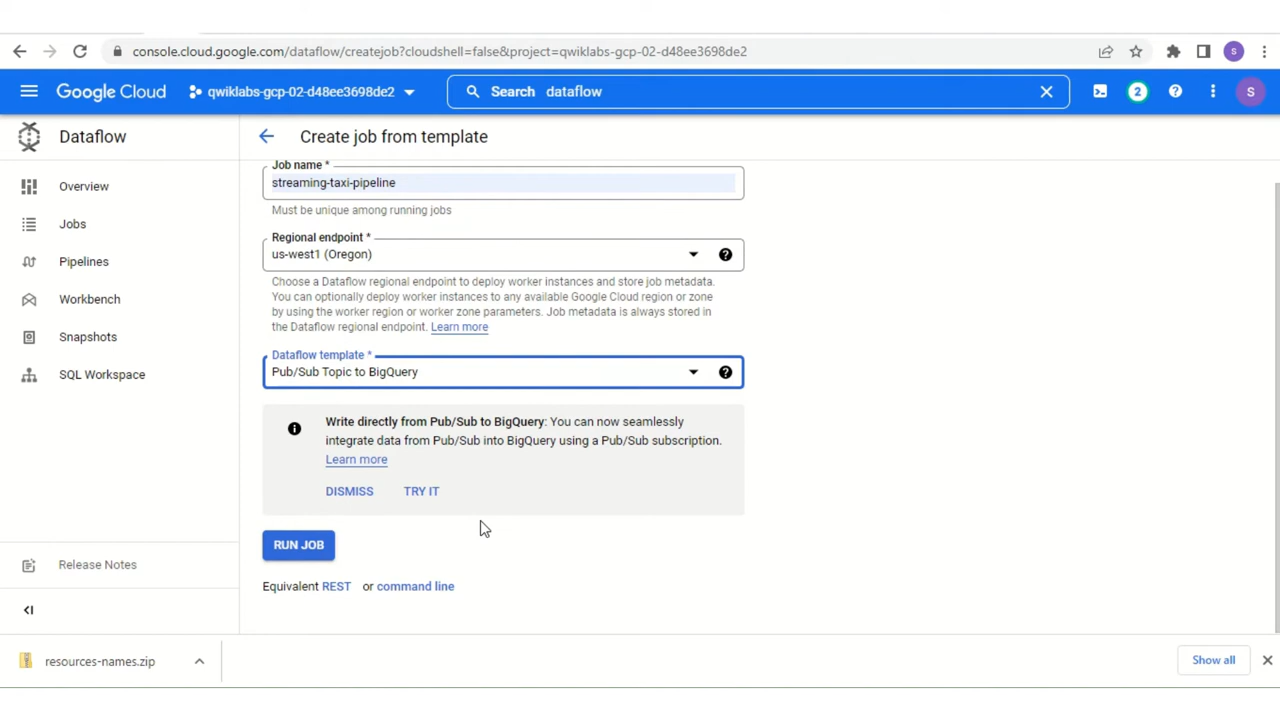 console.cloud.google.com/dataflow/createjob?cloudshell=false&project=qwiklabs-gcp-02-d48ee3698de2
S
Google Cloud
qwiklabs-gcp-02-d48ee3698de2
Search dataflow
2
S
Dataflow
Create job from template
Overview
Jobs
Pipelines
Workbench
Snapshots
SQL Workspace
Release Notes
Job name *
streaming-taxi-pipeline
Must be unique among running jobs
Regional endpoint *
us-west1 (Oregon)
Choose a Dataflow regional endpoint to deploy worker instances and store job metadata.
You can optionally deploy worker instances to any available Google Cloud region or zone
by using the worker region or worker zone parameters. Job metadata is always stored in
the Dataflow regional endpoint. Learn more
Dataflow template *
Pub/Sub Topic to BigQuery
Write directly from Pub/Sub to BigQuery: You can now seamlessly
integrate data from Pub/Sub into BigQuery using a Pub/Sub subscription.
Learn more
DISMISS TRY IT
RUN JOB
Equivalent REST or command line
resources-names.zip
Show all